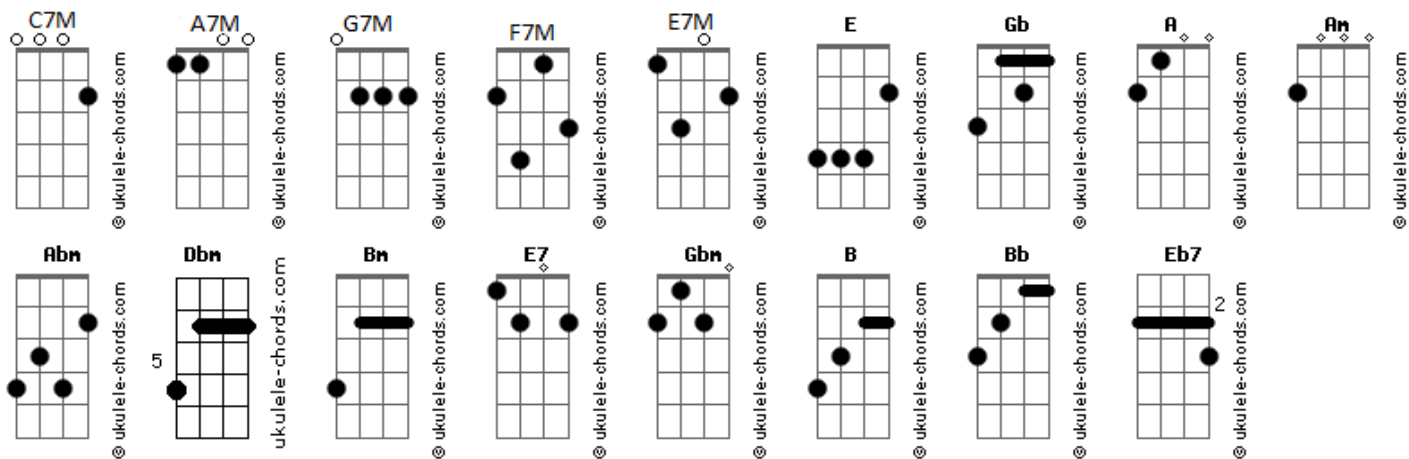 C7M A7M G7M F7M E7M E Gb A Am
© ukulele-chords.com © ukulele-chords.com © ukulele-chords.com © ukulele-chords.com © ukulele-chords.com © ukulele-chords.com © ukulele-chords.com © ukulele-chords.com © ukulele-chords.com
Abm Dbm Bm E7 Gbm B Bb Eb7
5 2
© ukulele-chords.com ukulele-chords.com © ukulele-chords.com © ukulele-chords.com © ukulele-chords.com © ukulele-chords.com © ukulele-chords.com © ukulele-chords.com